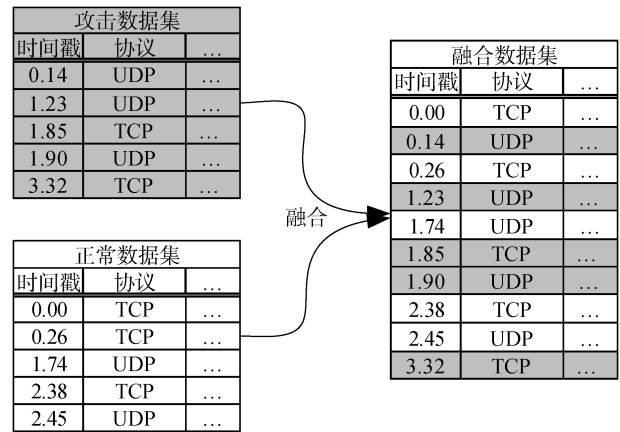 攻击数据集
时间戳 协议 …
0.14 UDP …
1.23 UDP …
1.85 TCP …
1.90 UDP …
3.32 TCP …
正常数据集
时间戳 协议 …
0.00 TCP …
0.26 TCP …
1.74 UDP …
2.38 TCP …
2.45 UDP …
融合
融合数据集
时间戳 协议 …
0.00 TCP …
0.14 UDP …
0.26 TCP …
1.23 UDP …
1.74 UDP …
1.85 TCP …
1.90 UDP …
2.38 TCP …
2.45 UDP …
3.32 TCP …